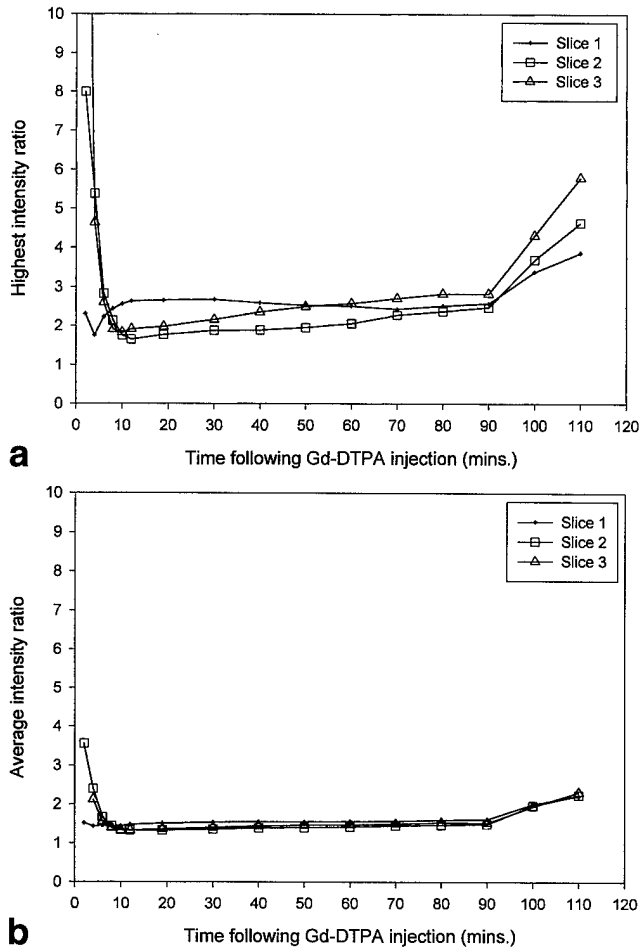 10
9
8
7
6
5
4
3
2
1
0
Highest intensity ratio
Slice 1
Slice 2
Slice 3
0 10 20 30 40 50 60 70 80 90 100 110 120
a
Time following Gd-DTPA injection (mins.)
10
9
8
7
6
5
4
3
2
1
0
Average intensity ratio
Slice 1
Slice 2
Slice 3
0 10 20 30 40 50 60 70 80 90 100 110 120
b
Time following Gd-DTPA injection (mins.)